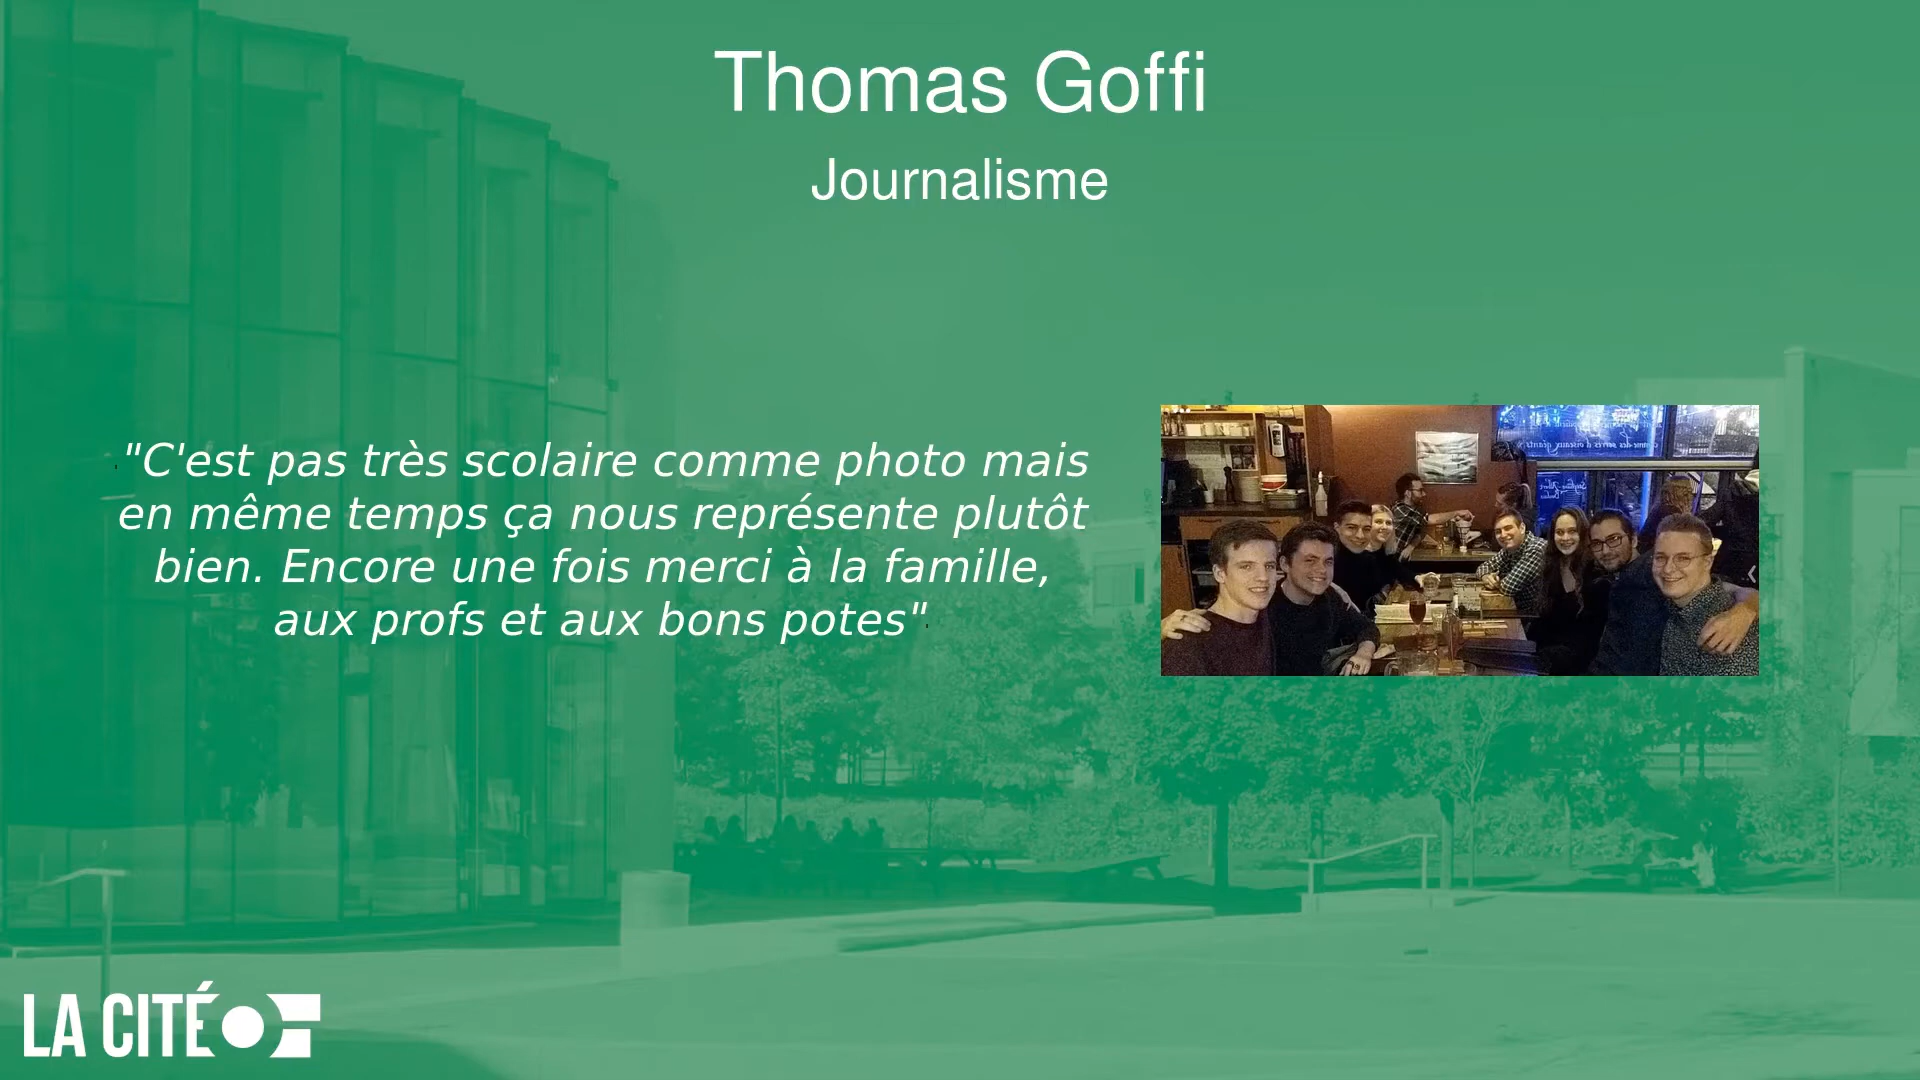 Thomas Goffi
Journalisme
"C'est pas très scolaire comme photo mais
en même temps ça nous représente plutôt
bien. Encore une fois merci à la famille,
aux profs et aux bons potes"
LA CITÉ